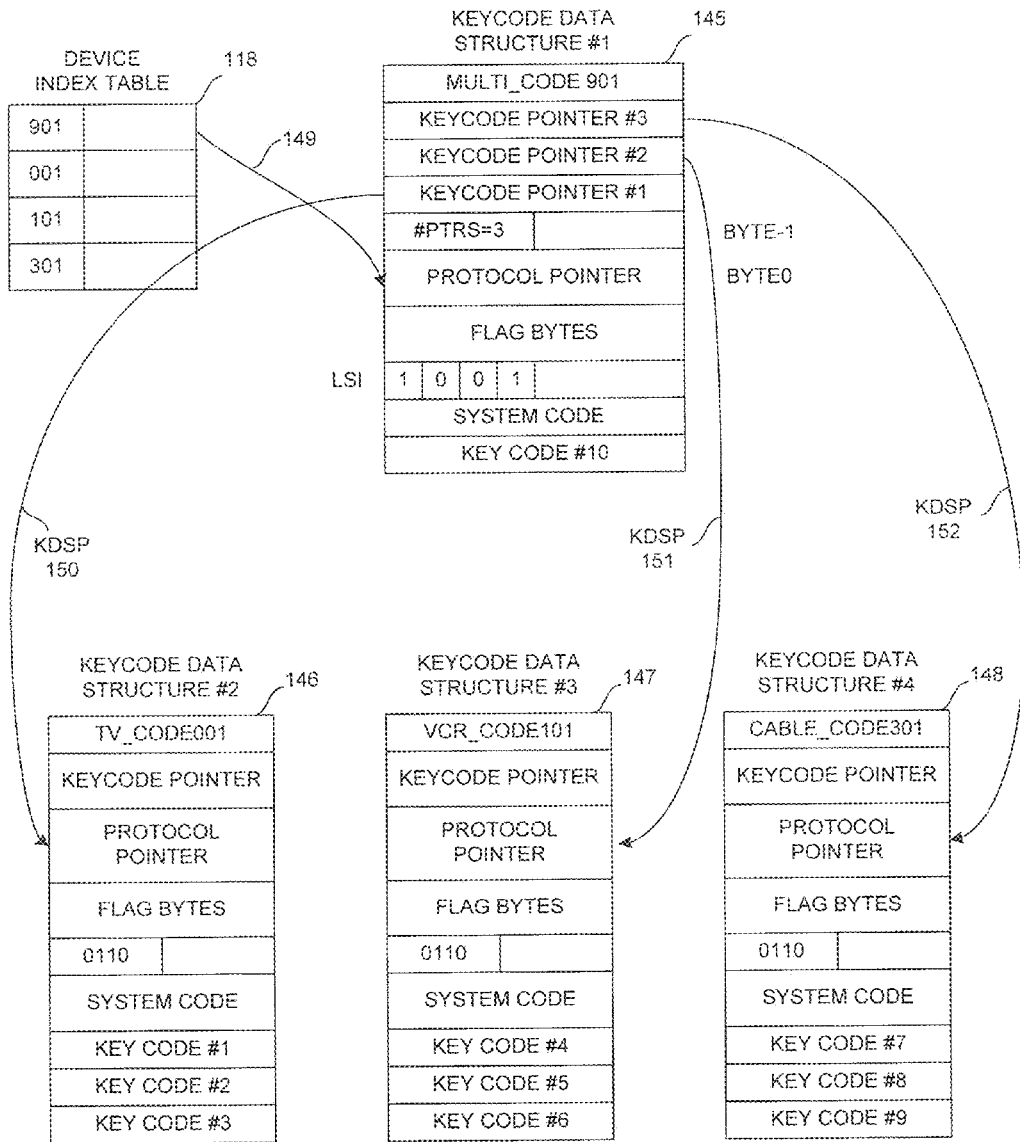 DEVICE
INDEX TABLE
118
901
001
101
301
149
KEYCODE DATA
STRUCTURE #1
145
MULTI_CODE 901
KEYCODE POINTER #3
KEYCODE POINTER #2
KEYCODE POINTER #1
#PTRS=3
BYTE-1
PROTOCOL POINTER
BYTE0
FLAG BYTES
LSI
1 0 0 1
SYSTEM CODE
KEY CODE #10
KDSP
150
KDSP
151
KDSP
152
KEYCODE DATA
STRUCTURE #2
146
TV_CODE001
KEYCODE POINTER
PROTOCOL
POINTER
FLAG BYTES
0110
SYSTEM CODE
KEY CODE #1
KEY CODE #2
KEY CODE #3
KEYCODE DATA
STRUCTURE #3
147
VCR_CODE101
KEYCODE POINTER
PROTOCOL
POINTER
FLAG BYTES
0110
SYSTEM CODE
KEY CODE #4
KEY CODE #5
KEY CODE #6
KEYCODE DATA
STRUCTURE #4
148
CABLE_CODE301
KEYCODE POINTER
PROTOCOL
POINTER
FLAG BYTES
0110
SYSTEM CODE
KEY CODE #7
KEY CODE #8
KEY CODE #9